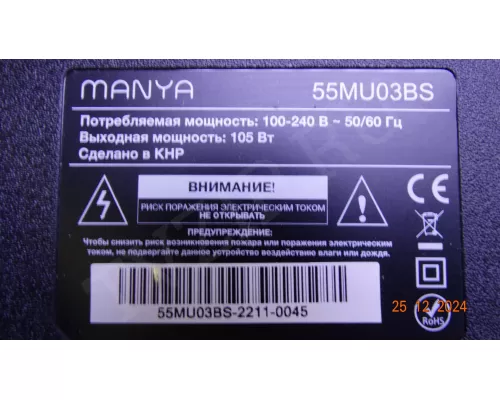 MANYA 55MU03BS
Потребляемая мощность: 100-240 В ~ 50/60 Гц
Выходная мощность: 105 Вт
Сделано в КНР
ВНИМАНИЕ!
РИСК ПОРАЖЕНИЯ ЭЛЕКТРИЧЕСКИМ ТОКОМ
НЕ ОТКРЫВАТЬ
CE
ПРЕДУПРЕЖДЕНИЕ:
Чтобы снизить риск возникновения пожара или поражения электрическим
током, не подвергайте данное устройство воздействию влаги или дождя.
55MU03BS-2211-0045
25 12 2024
RoHS